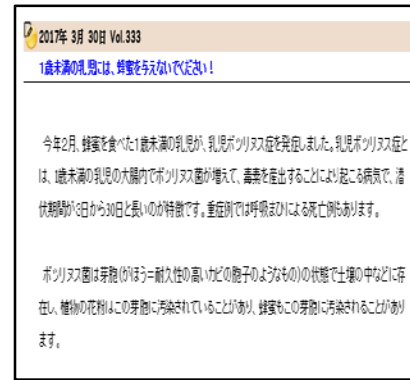 2017年 3月 30日 Vol.333
1歳未満の乳児には、蜂蜜を与えないでください！
今年2月、蜂蜜を食べた1歳未満の乳児が、乳児ボツリヌス症を発症しました。乳児ボツリヌス症と
は、1歳未満の乳児の大腸内でボツリヌス菌が増えて、毒素を産出することにより起こる病気で、潜
伏期間が3日から30日と長いのが特徴です。重症例では呼吸まひによる死亡例もあります。
ボツリヌス菌は芽胞(がほう=耐久性の高いカビの胞子のようなもの)の状態で土壌の中などに存
在し、植物の花粉はこの芽胞に汚染されていることがあり、蜂蜜もこの芽胞に汚染されることがあり
ます。